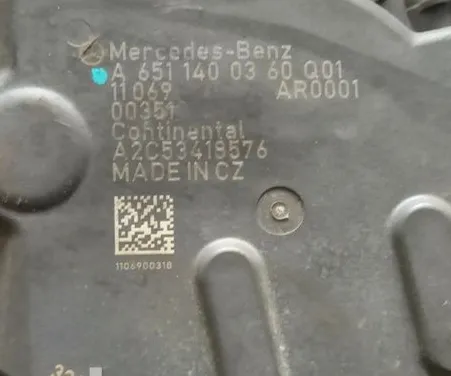 Mercedes-Benz
A 651 140 03 60 Q01
11069 AR0001
00351
Continental
A2C53418576
MADE IN CZ
1106900318